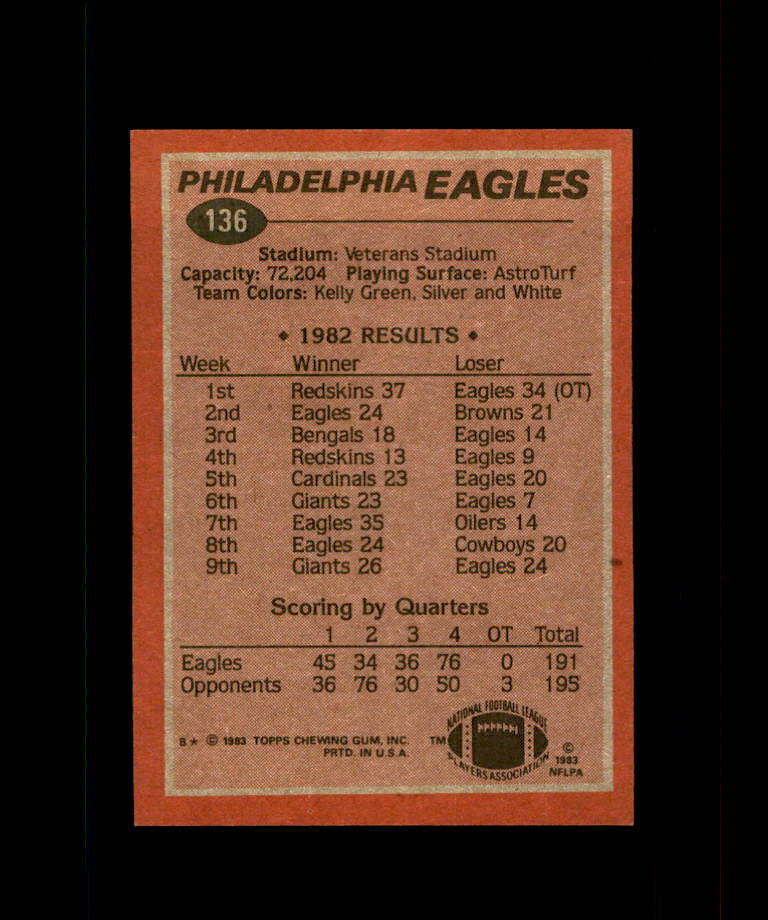 PHILADELPHIA EAGLES
136
Stadium: Veterans Stadium
Capacity: 72,204 Playing Surface: AstroTurf
Team Colors: Kelly Green, Silver and White
◆ 1982 RESULTS ◆
Week Winner Loser
1st Redskins 37 Eagles 34 (OT)
2nd Eagles 24 Browns 21
3rd Bengals 18 Eagles 14
4th Redskins 13 Eagles 9
5th Cardinals 23 Eagles 20
6th Giants 23 Eagles 7
7th Eagles 35 Oilers 14
8th Eagles 24 Cowboys 20
9th Giants 26 Eagles 24
Scoring by Quarters
1 2 3 4 OT Total
Eagles 45 34 36 76 0 191
Opponents 36 76 30 50 3 195
B★ © 1983 TOPPS CHEWING GUM, INC.
PRTD. IN U.S.A.
TM
NATIONAL FOOTBALL LEAGUE
PLAYERS ASSOCIATION
©
1983
NFLPA